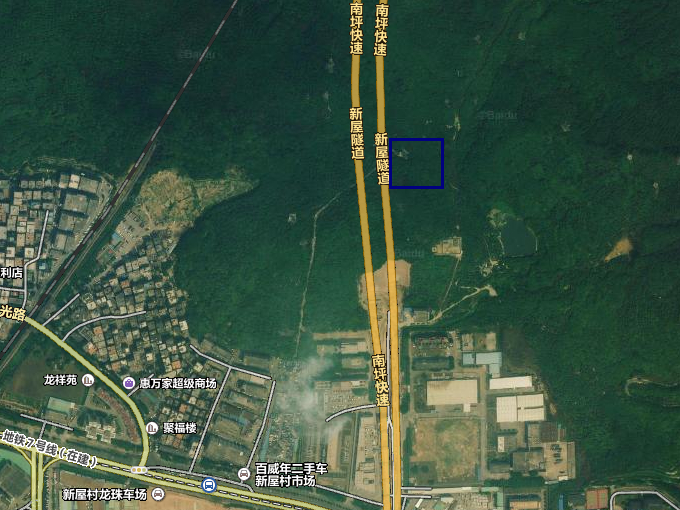 南坪快速
南坪快速
©Baidu
新屋隧道
新屋隧道
©Baidu
利店
光路
南坪快速
龙祥苑
惠万家超级商场
聚福楼
地铁7号线(在建)
百威年二手车
新屋村市场
新屋村龙珠车场